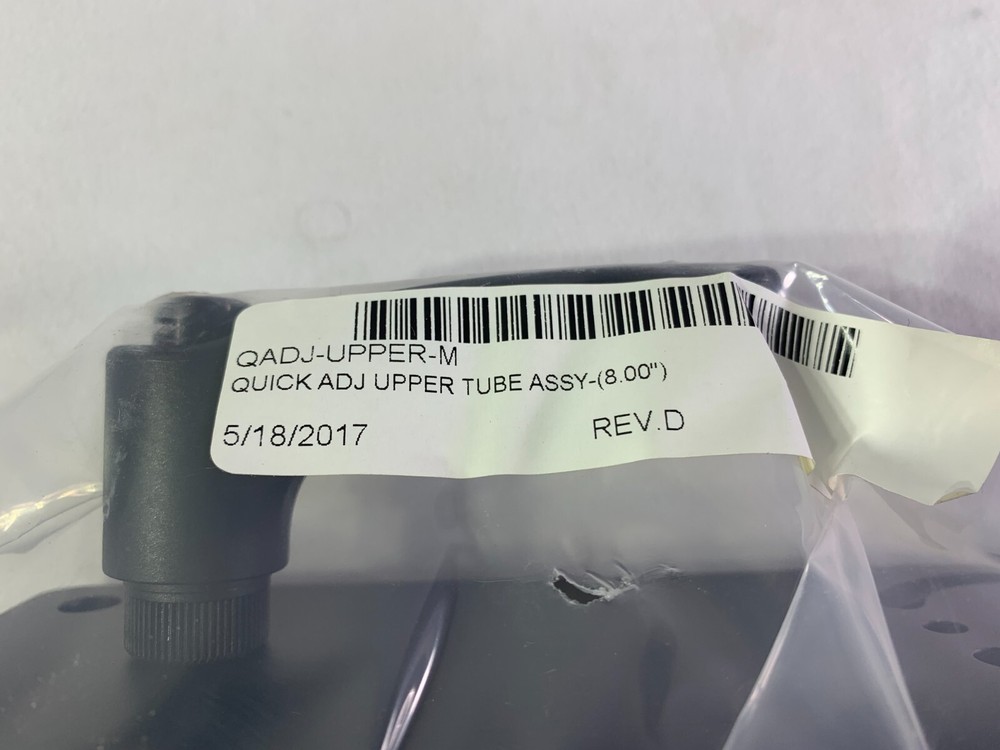 QADJ-UPPER-M
QUICK ADJ UPPER TUBE ASSY-(8.00")
5/18/2017 REV.D